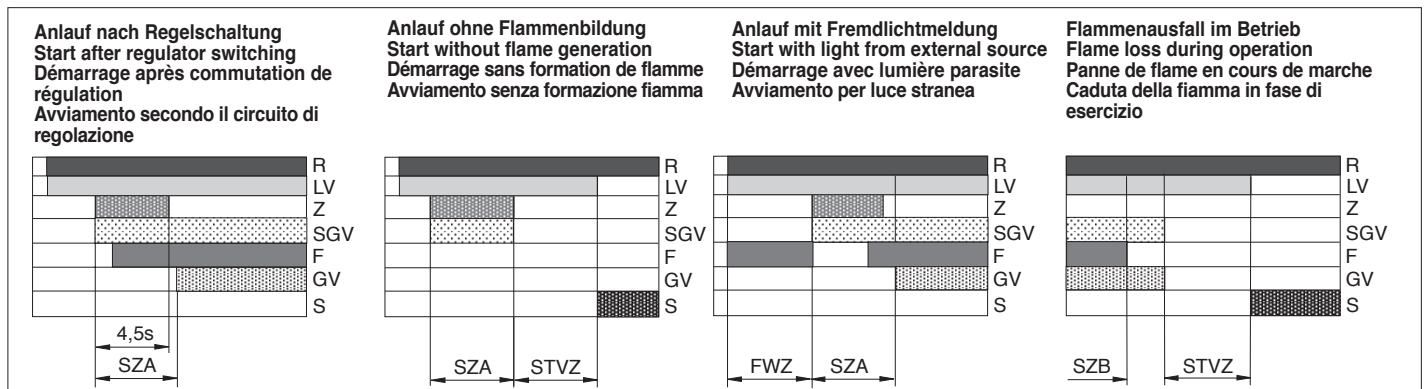 Anlauf nach Regelschaltung
Start after regulator switching
Démarrage après commutation de
régulation
Avviamento secondo il circuito di
regolazione
R
LV
Z
SGV
F
GV
S
4,5s
SZA
Anlauf ohne Flammenbildung
Start without flame generation
Démarrage sans formation de flamme
Avviamento senza formazione fiamma
R
LV
Z
SGV
F
GV
S
SZA
STVZ
Anlauf mit Fremdlichtmeldung
Start with light from external source
Démarrage avec lumière parasite
Avviamento per luce stranea
R
LV
Z
SGV
F
GV
S
FWZ
SZA
Flammenausfall im Betrieb
Flame loss during operation
Panne de flame en cours de marche
Caduta della fiamma in fase di
esercizio
R
LV
Z
SGV
F
GV
S
SZB
STVZ